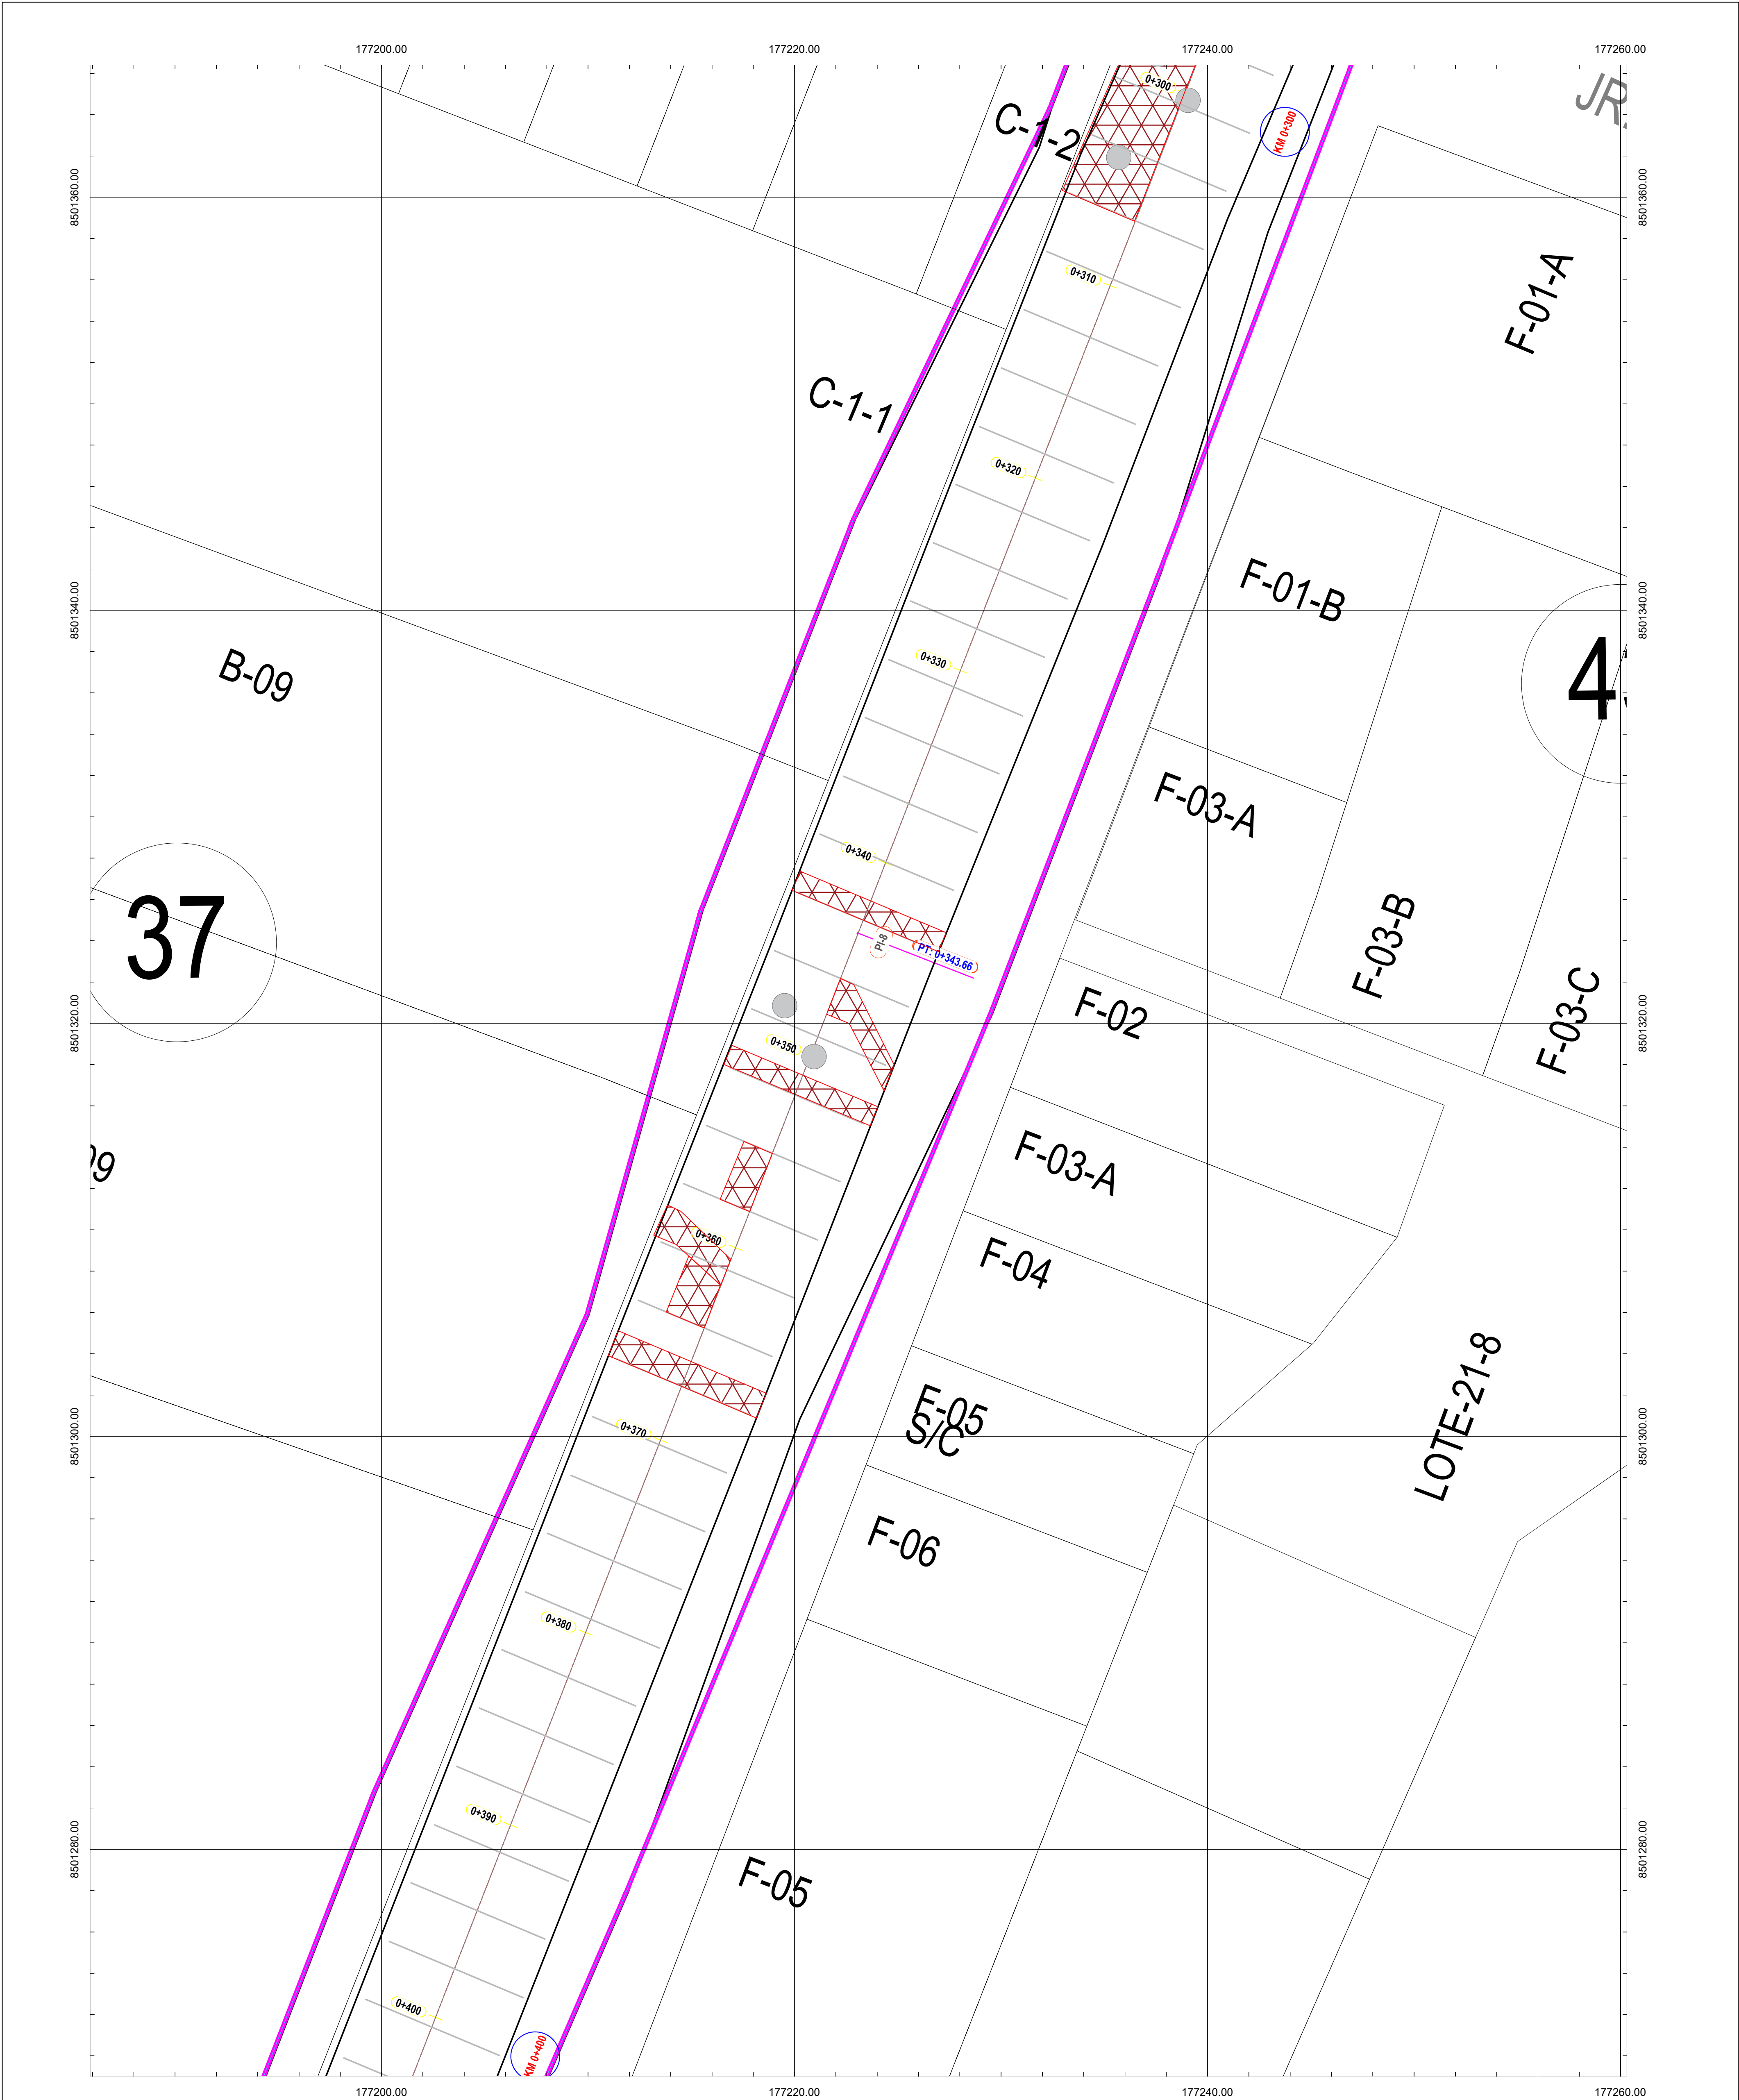 177200.00
177220.00
177240.00
177260.00
0+300
KM 0+300
C-1-2
8501360.00
8501360.00
0+310
F-01-A
C-1-1
0+320
F-01-B
8501340.00
8501340.00
0+330
B-09
F-03-A
0+340
37
PI-8
PT: 0+343.66
F-03-B
F-02
F-03-C
8501320.00
8501320.00
0+350
F-03-A
0+360
F-04
LOTE-21-8
F-05
S/C
0+370
8501300.00
8501300.00
F-06
0+380
0+390
8501280.00
8501280.00
F-05
0+400
KM 0+400
177200.00
177220.00
177240.00
177260.00